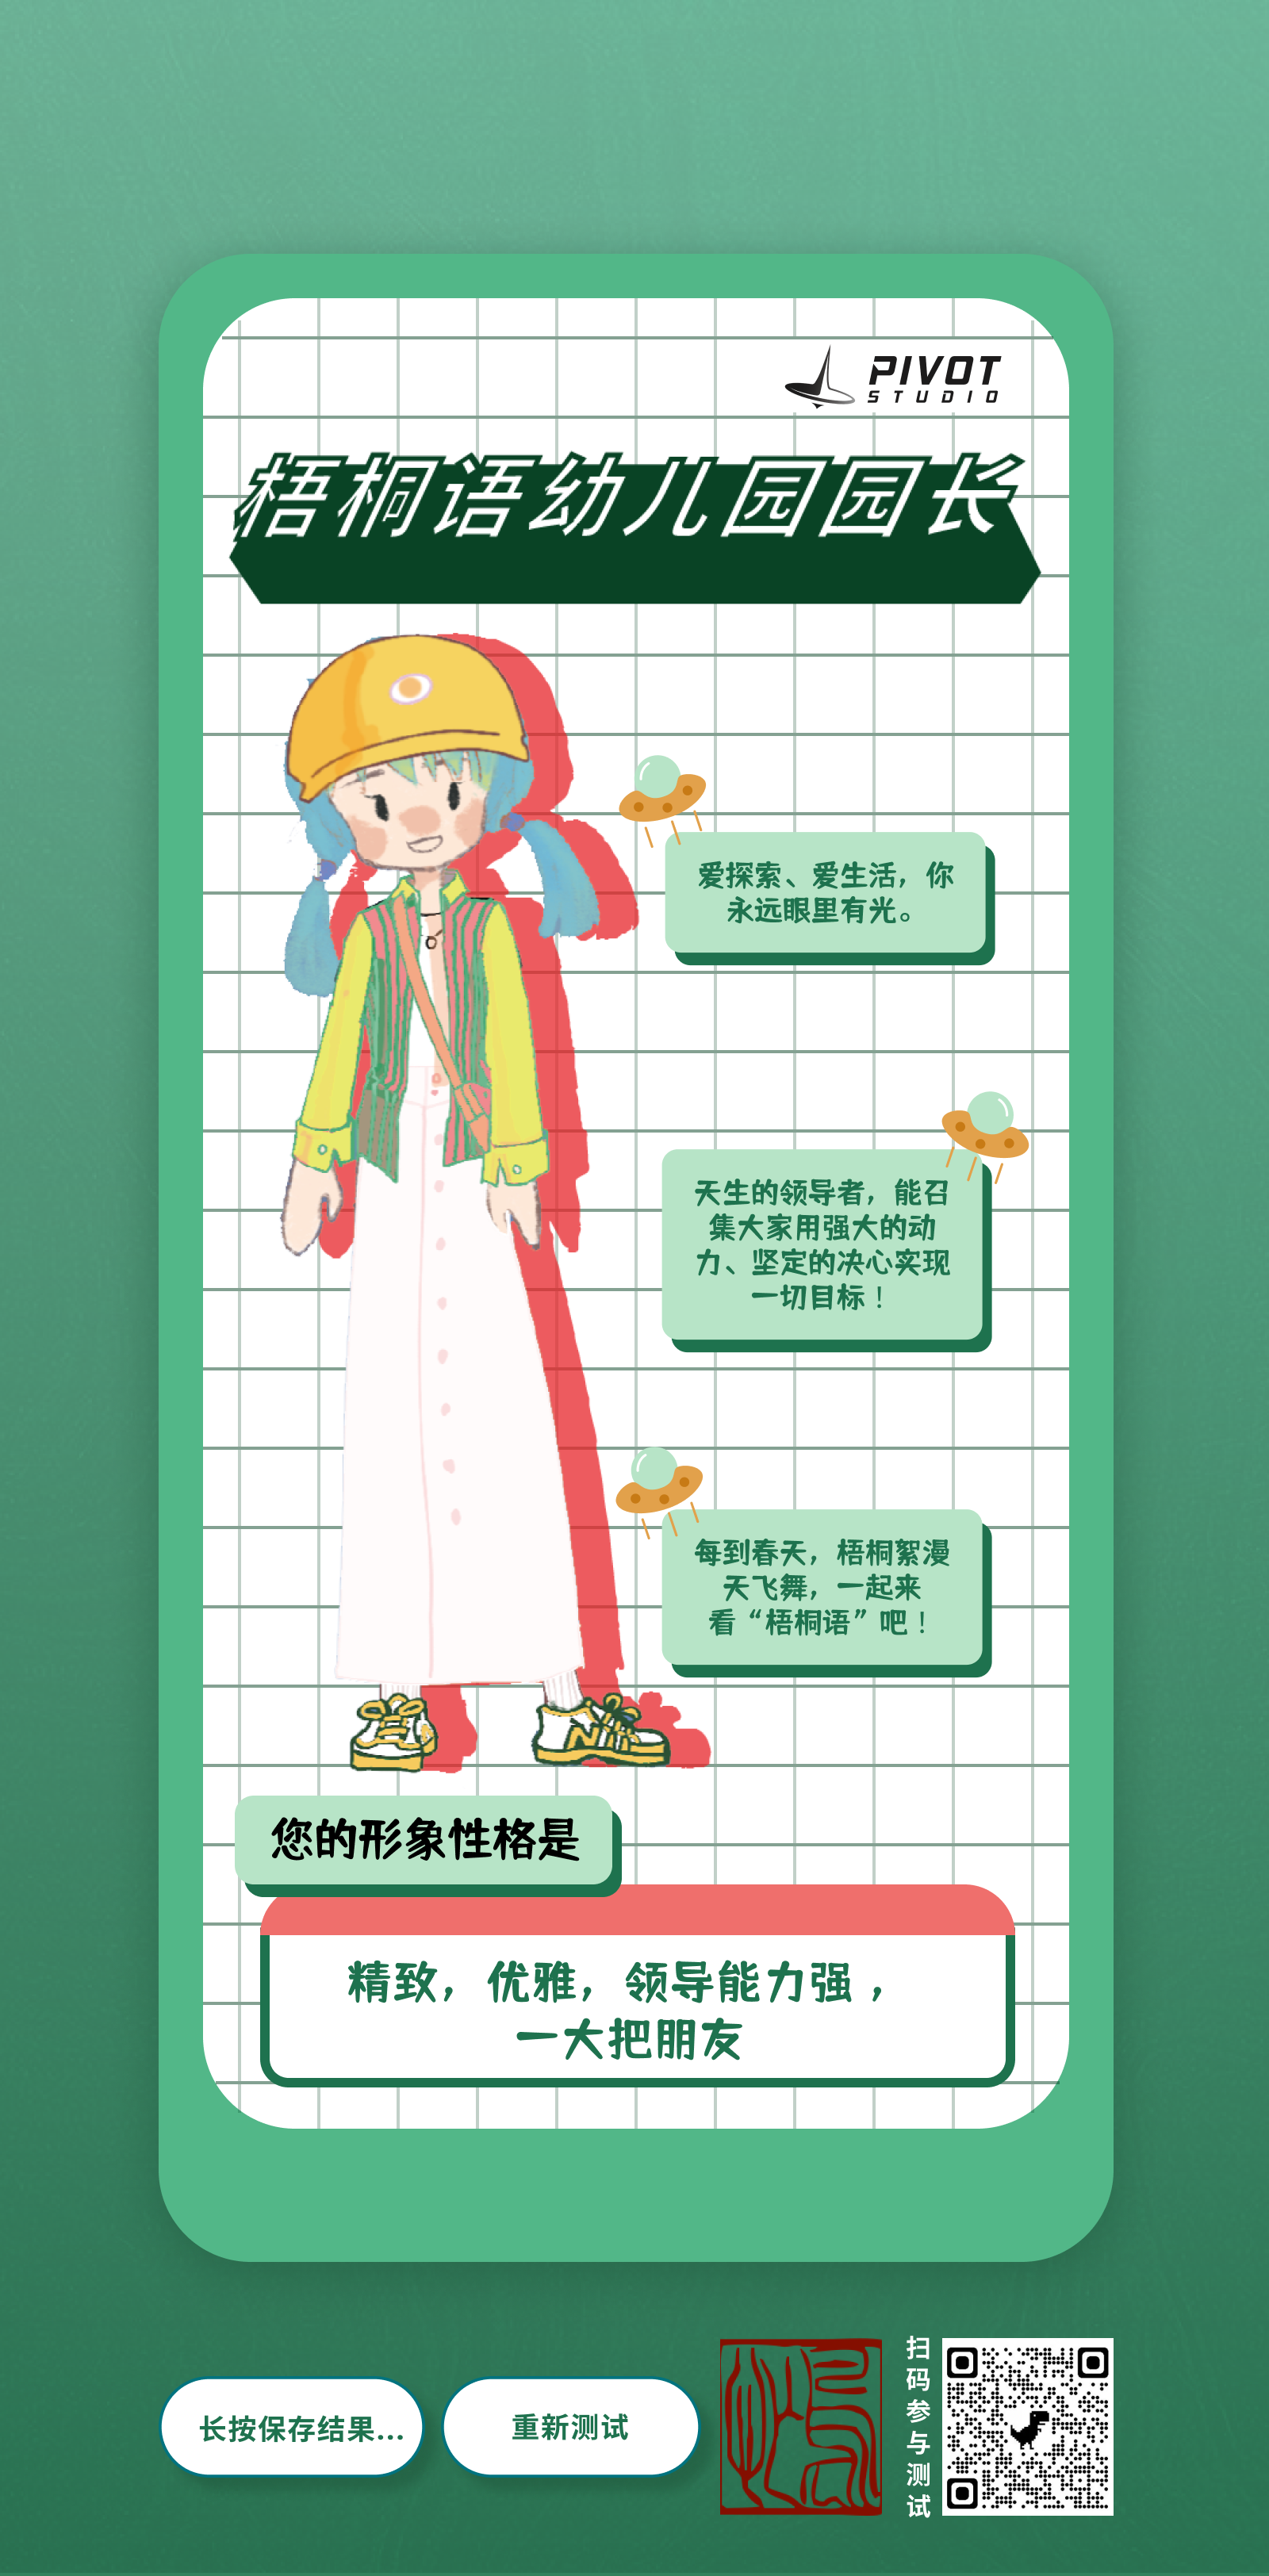 PIVOT
STUDIO
梧桐语幼儿园园长
爱探索、爱生活，你
永远眼里有光。
天生的领导者，能召
集大家用强大的动
力、坚定的决心实现
一切目标！
每到春天，梧桐絮漫
天飞舞，一起来
看“梧桐语”吧！
您的形象性格是
精致，优雅，领导能力强，
一大把朋友
长按保存结果...
重新测试
扫码参与测试